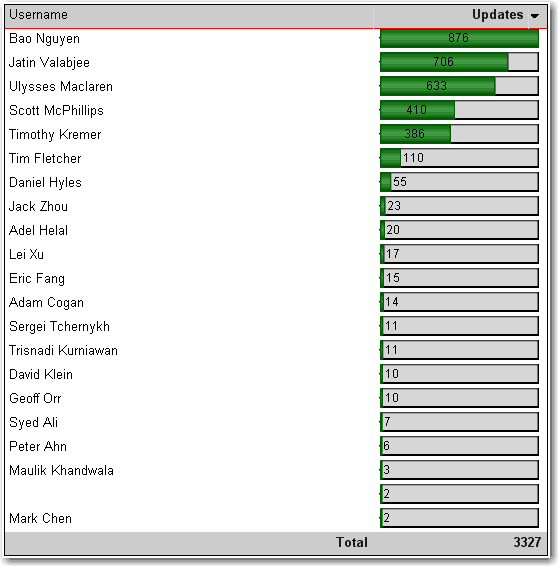 Username Updates
Bao Nguyen 876
Jatin Valabjee 706
Ulysses Maclaren 633
Scott McPhillips 410
Timothy Kremer 386
Tim Fletcher 110
Daniel Hyles 55
Jack Zhou 23
Adel Helal 20
Lei Xu 17
Eric Fang 15
Adam Cogan 14
Sergei Tchernykh 11
Trisnadi Kurniawan 11
David Klein 10
Geoff Orr 10
Syed Ali 7
Peter Ahn 6
Maulik Khandwala 3
2
Mark Chen 2
Total 3327